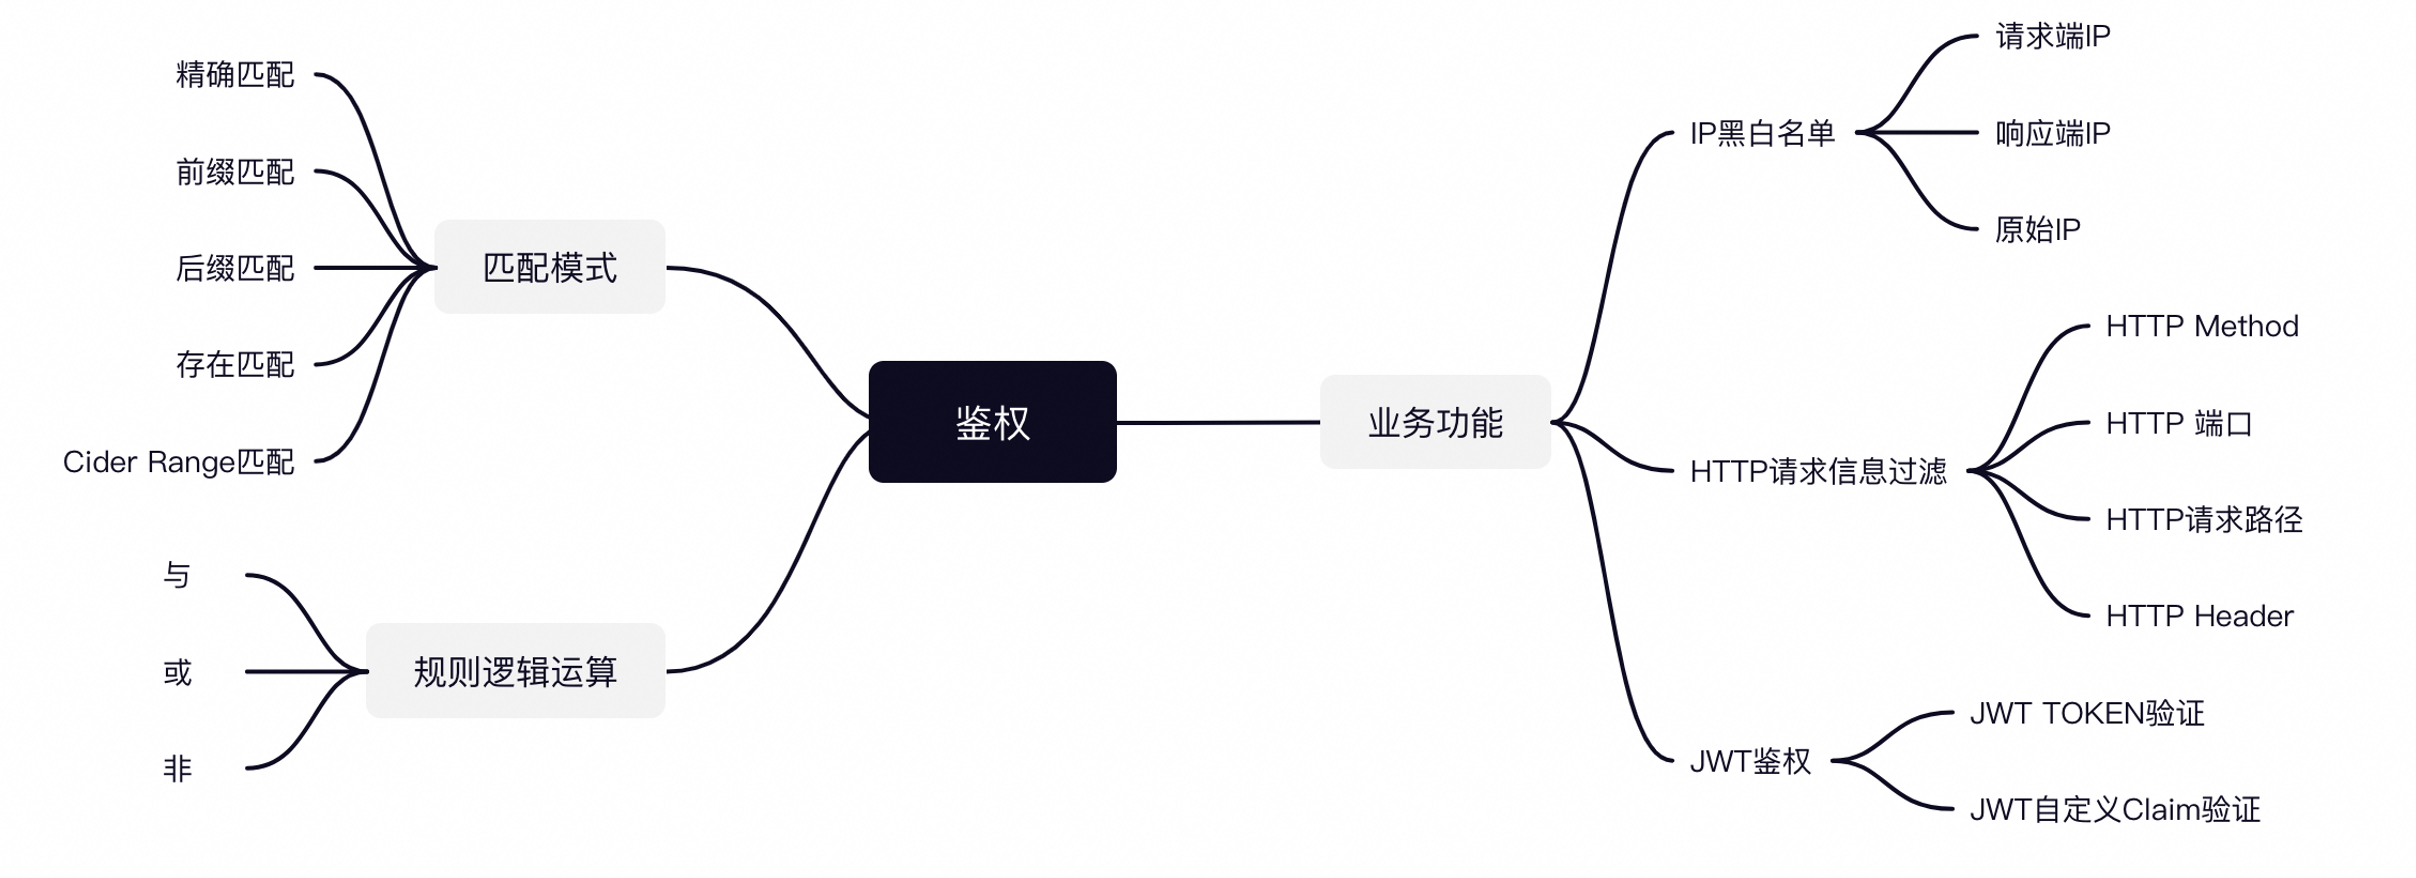 精确匹配
前缀匹配
后缀匹配
存在匹配
Cider Range匹配
匹配模式
与
或
非
规则逻辑运算
鉴权
业务功能
IP黑白名单
请求端IP
响应端IP
原始IP
HTTP请求信息过滤
HTTP Method
HTTP 端口
HTTP请求路径
HTTP Header
JWT鉴权
JWT TOKEN验证
JWT自定义Claim验证